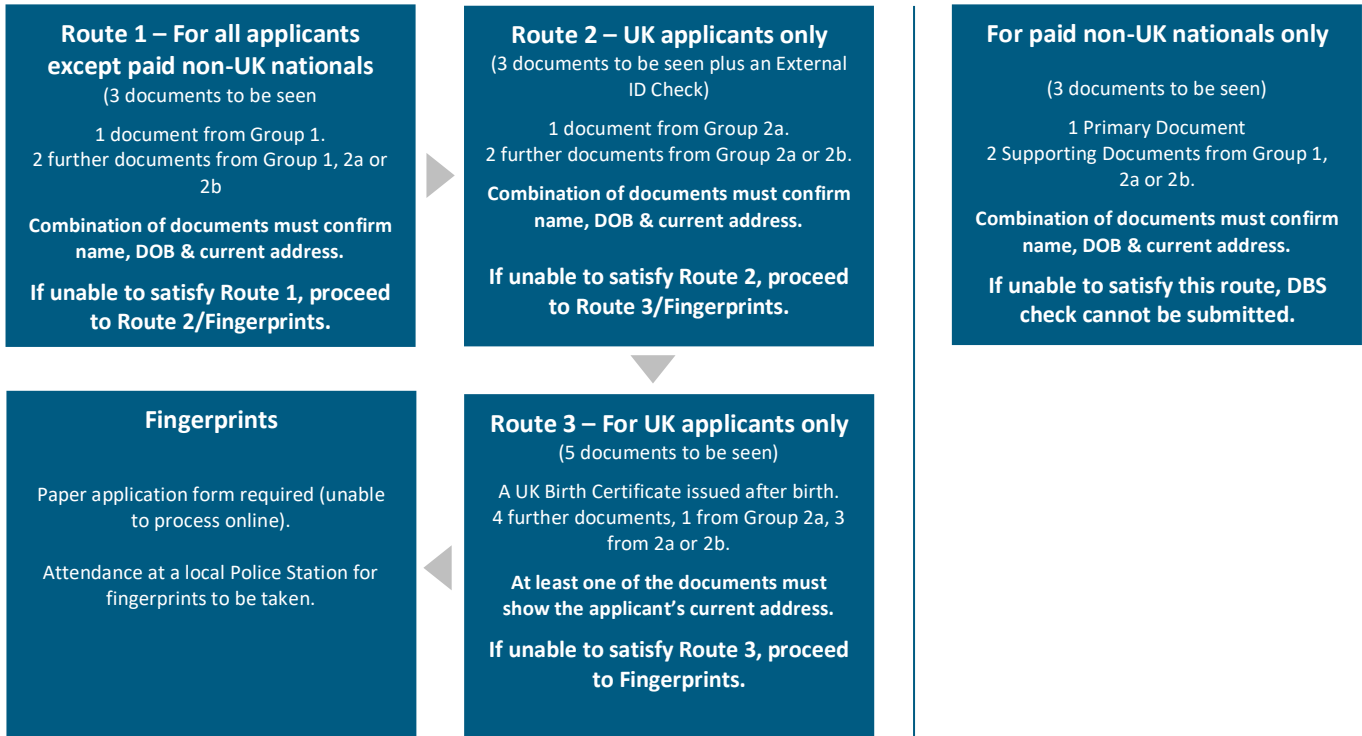 Route 1 – For all applicants
except paid non-UK nationals
(3 documents to be seen
1 document from Group 1.
2 further documents from Group 1, 2a or
2b
Combination of documents must confirm
name, DOB & current address.
If unable to satisfy Route 1, proceed
to Route 2/Fingerprints.
Route 2 – UK applicants only
(3 documents to be seen plus an External
ID Check)
1 document from Group 2a.
2 further documents from Group 2a or 2b.
Combination of documents must confirm
name, DOB & current address.
If unable to satisfy Route 2, proceed
to Route 3/Fingerprints.
For paid non-UK nationals only
(3 documents to be seen)
1 Primary Document
2 Supporting Documents from Group 1,
2a or 2b.
Combination of documents must confirm
name, DOB & current address.
If unable to satisfy this route, DBS
check cannot be submitted.
Fingerprints
Paper application form required (unable
to process online).
Attendance at a local Police Station for
fingerprints to be taken.
Route 3 – For UK applicants only
(5 documents to be seen)
A UK Birth Certificate issued after birth.
4 further documents, 1 from Group 2a, 3
from 2a or 2b.
At least one of the documents must
show the applicant’s current address.
If unable to satisfy Route 3, proceed
to Fingerprints.